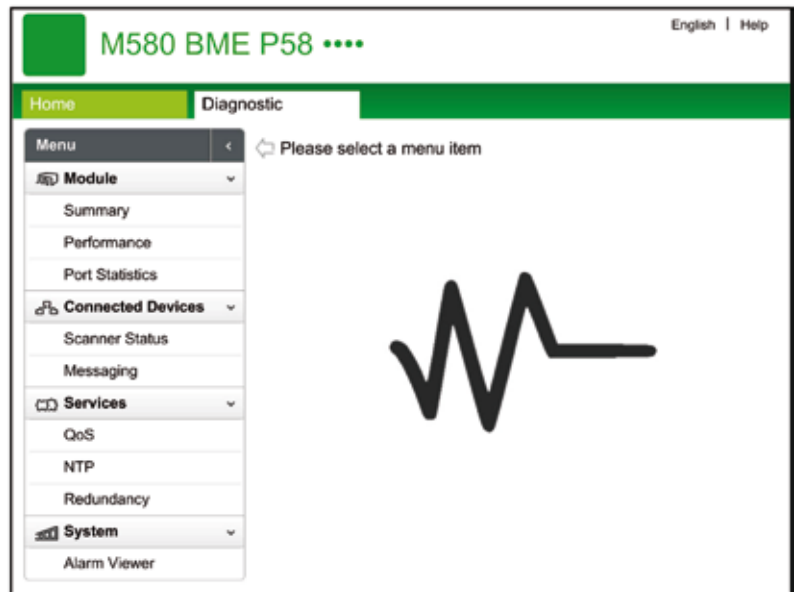 M580 BME P58 ••••
English | Help
Home
Diagnostic
Menu
Please select a menu item
Module
Summary
Performance
Port Statistics
Connected Devices
Scanner Status
Messaging
Services
QoS
NTP
Redundancy
System
Alarm Viewer